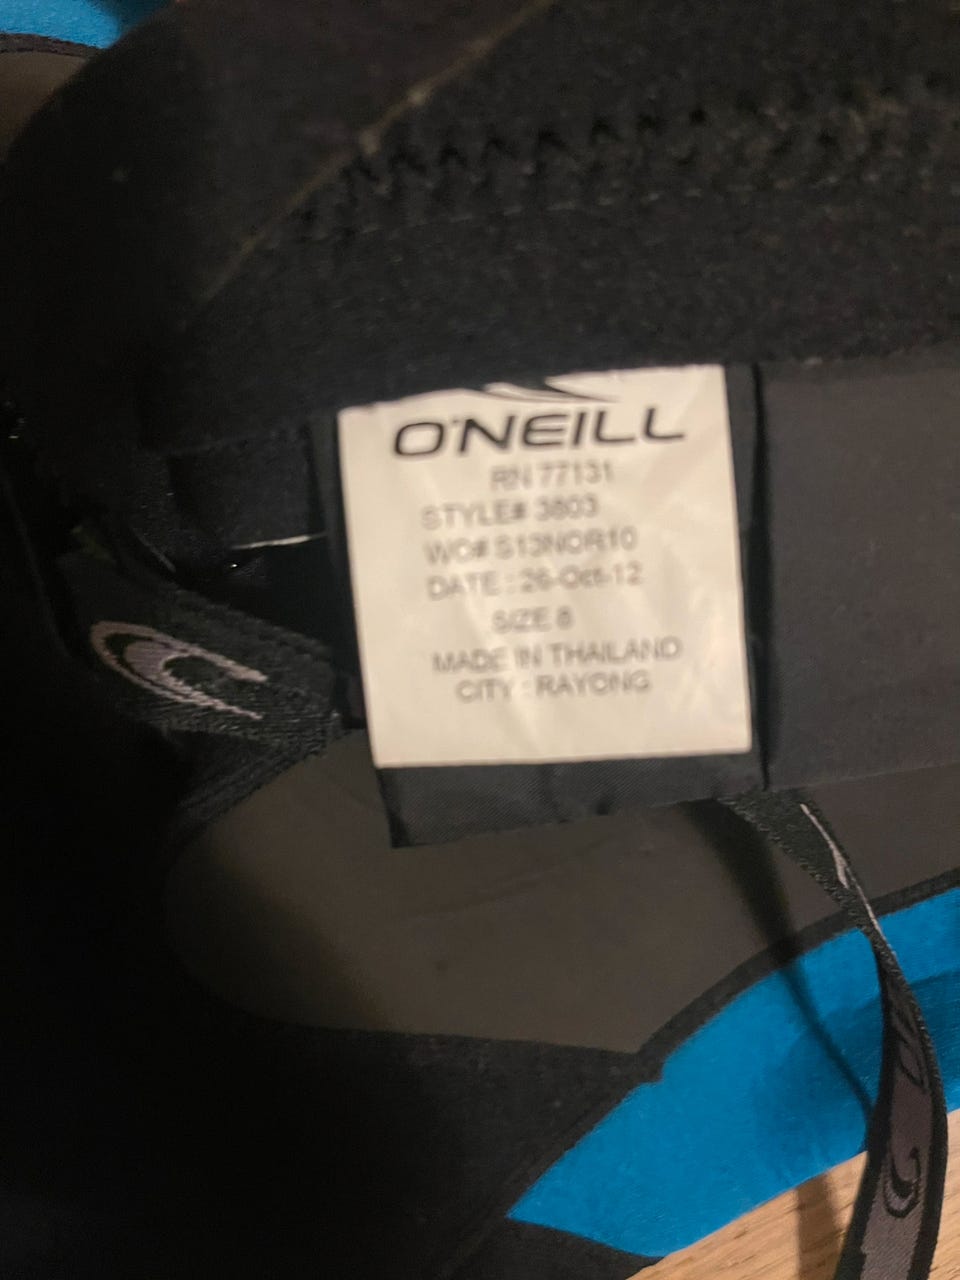 O'NEILL
RN 77131
STYLE# 3803
WO# S13NOR10
DATE : 26-Oct-12
SIZE 8
MADE IN THAILAND
CITY : RAYONG